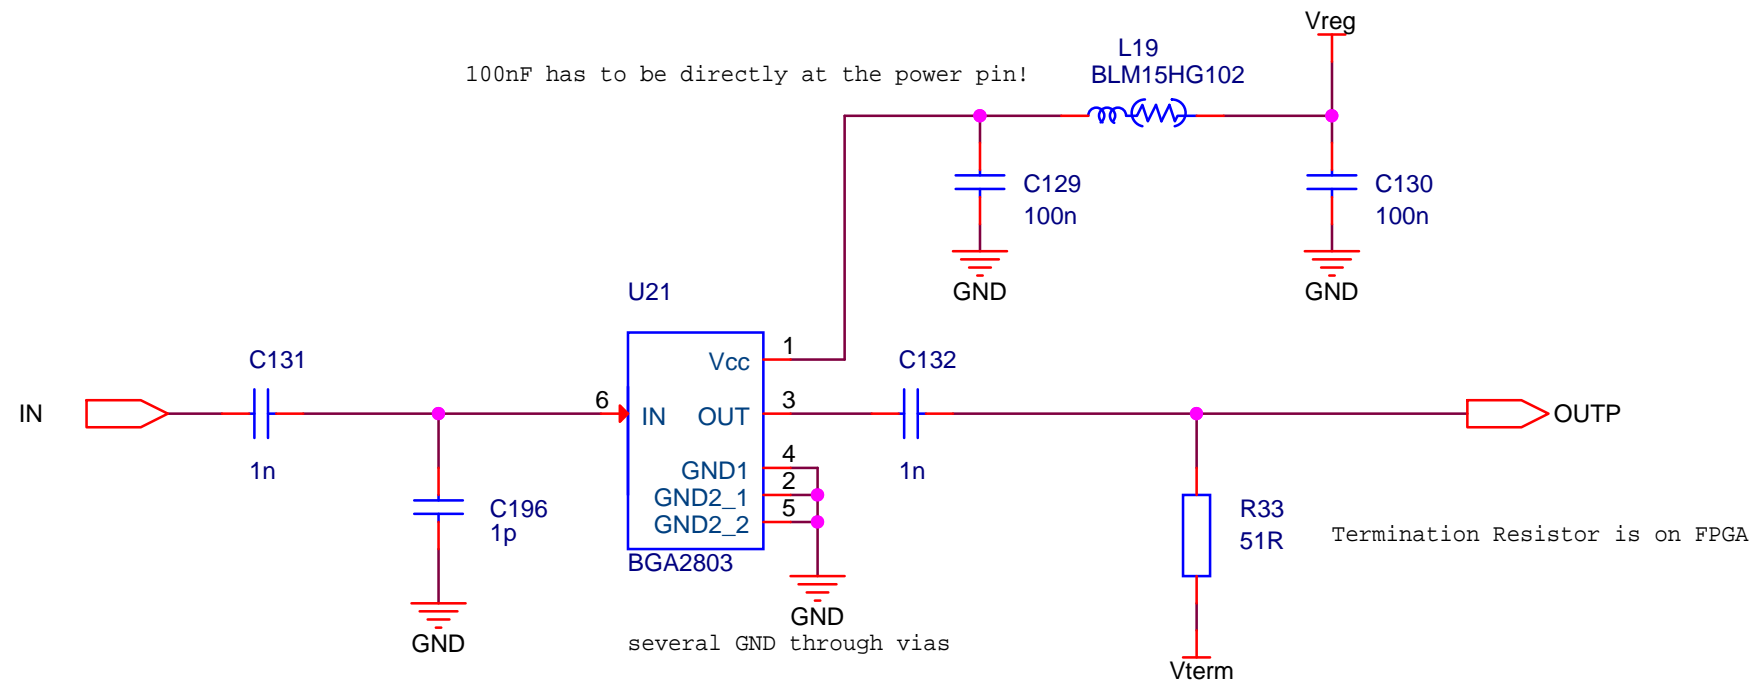 Vreg
L19
100nF has to be directly at the power pin!
BLM15HG102
C129
100n
C130
100n
GND
GND
U21
C131
1
Vcc
C132
IN
6
IN
OUT
3
OUTP
1n
GND1
4
1n
GND2_1
2
C196
1p
GND2_2
5
R33
51R
Termination Resistor is on FPGA
BGA2803
GND
GND
several GND through vias
Vterm